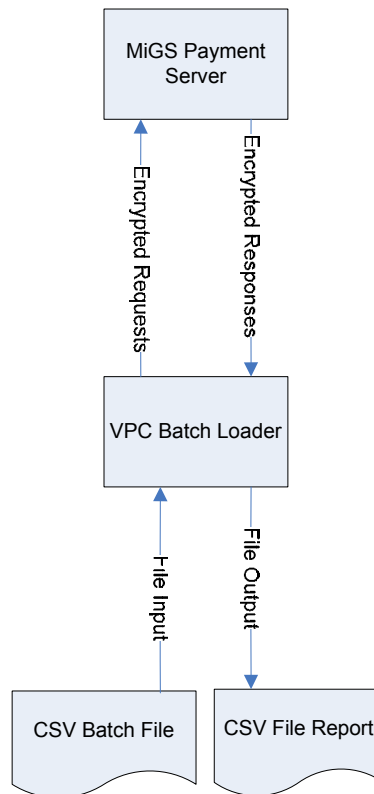 MiGS Payment
Server
Encrypted Requests
Encrypted Responses
VPC Batch Loader
File Input
File Output
CSV Batch File
CSV File Report